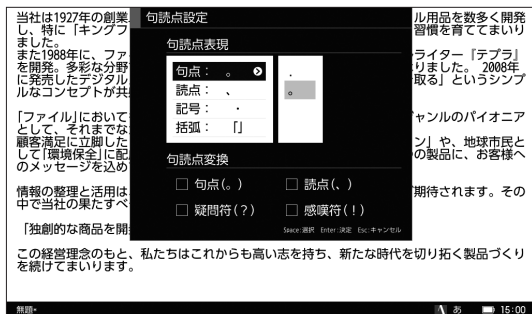 当社は1927年の創業
ル用品を数多く開発
し、特に「キングフ
習慣を育ててまいり
ました。
また1988年に、ファ
ライター『テプラ』
を開発。多彩な分野
りました。 2008年
に発売したデジタル
取る」というシンプ
ルなコンセプトが共
「ファイル」において
ャンルのパイオニア
として、それまでな
顧客満足に立脚した
ン」や、地球市民と
して「環境保全」に配
の製品に、お客様へ
のメッセージを込め
情報の整理と活用は
期待されます。その
中で当社の果たすべ
「独創的な商品を開
この経営理念のもと、私たちはこれからも高い志を持ち、新たな時代を切り拓く製品づくり
を続けてまいります。
句読点設定
句読点表現
句点： 。
読点： 、
記号： ・
括弧： 「」
．
。
句読点変換
句点(。)
読点(、)
疑問符(？)
感嘆符(！)
Space:選択 Enter:決定 Esc:キャンセル
無題*
A あ 15:00